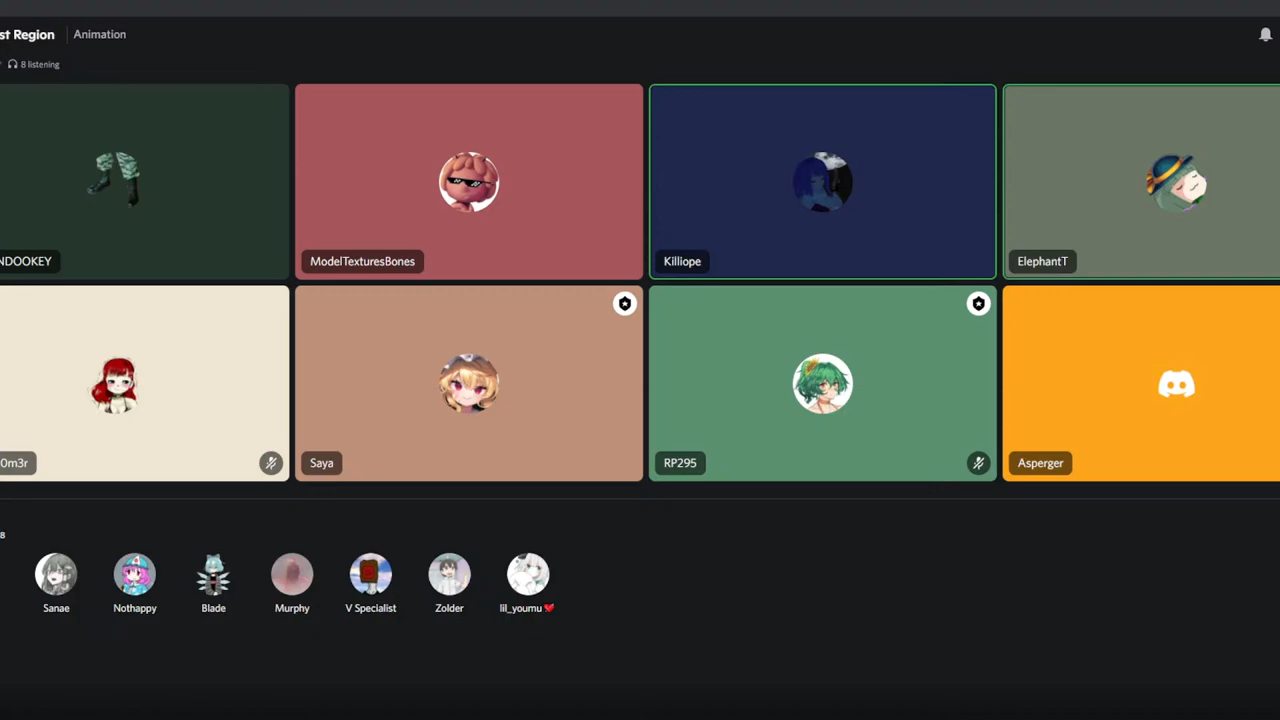 st Region Animation
8 listening
NDOOKEY
ModelTexturesBones
Killiope
ElephantT
0m3r
Saya
RP295
Asperger
8
Sanae
Nothappy
Blade
Murphy
V Specialist
Zolder
lil_youmu ❤️